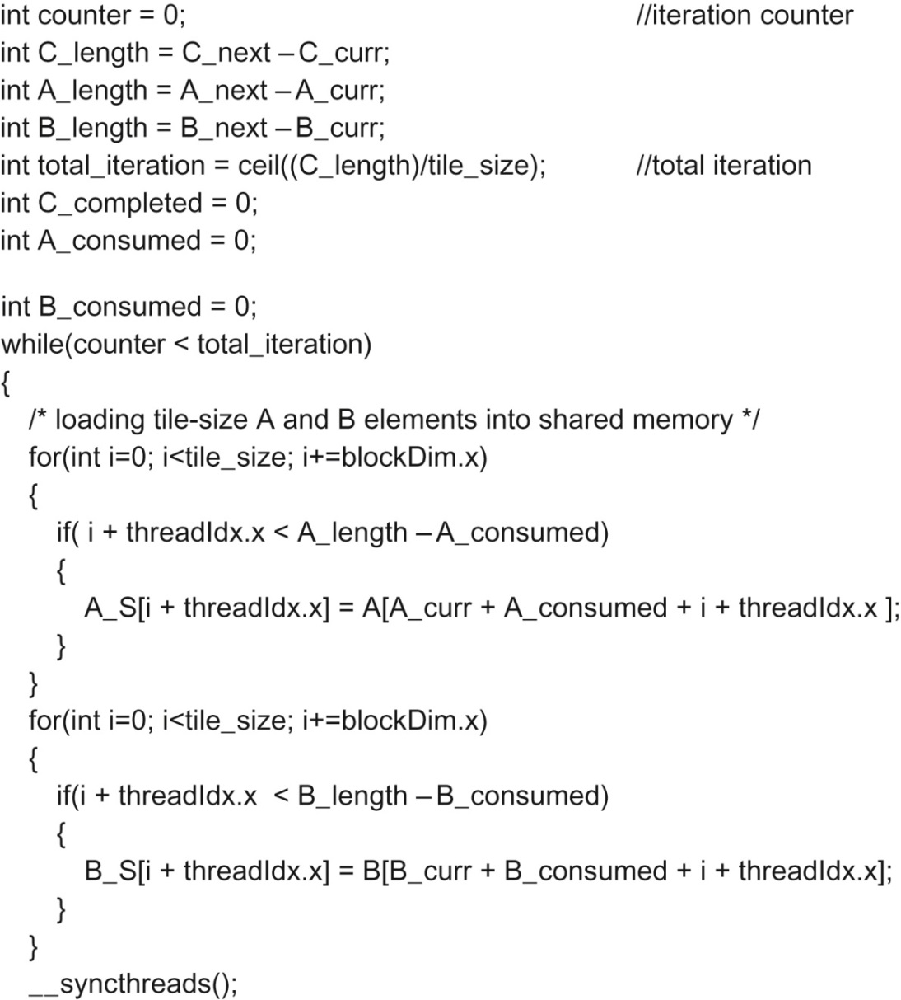 int counter = 0; //iteration counter
int C_length = C_next – C_curr;
int A_length = A_next – A_curr;
int B_length = B_next – B_curr;
int total_iteration = ceil((C_length)/tile_size); //total iteration
int C_completed = 0;
int A_consumed = 0;
int B_consumed = 0;
while(counter < total_iteration)
{
/* loading tile-size A and B elements into shared memory */
for(int i=0; i<tile_size; i+=blockDim.x)
{
if( i + threadIdx.x < A_length – A_consumed)
{
A_S[i + threadIdx.x] = A[A_curr + A_consumed + i + threadIdx.x ];
}
}
for(int i=0; i<tile_size; i+=blockDim.x)
{
if(i + threadIdx.x < B_length – B_consumed)
{
B_S[i + threadIdx.x] = B[B_curr + B_consumed + i + threadIdx.x];
}
}
__syncthreads();